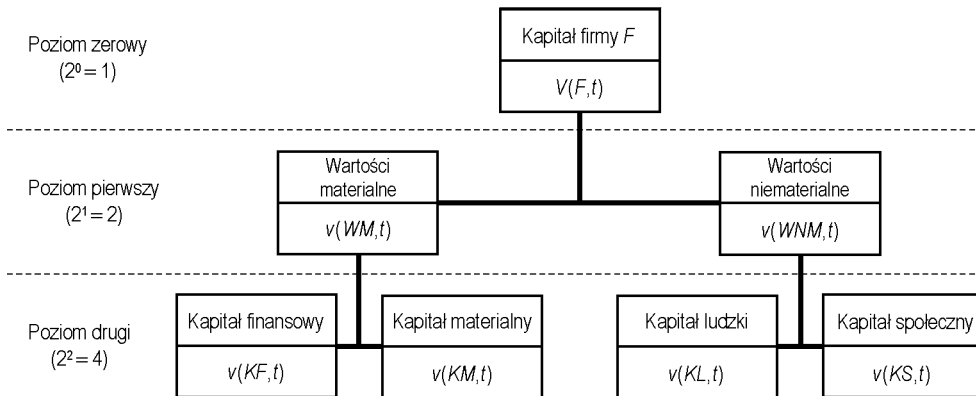 Poziom zerowy
(2⁰ = 1)
Kapitał firmy F
V(F,t)
Poziom pierwszy
(2¹ = 2)
Wartości
materialne
v(WM,t)
Wartości
niematerialne
v(WNM,t)
Poziom drugi
(2² = 4)
Kapitał finansowy
v(KF,t)
Kapitał materialny
v(KM,t)
Kapitał ludzki
v(KL,t)
Kapitał społeczny
v(KS,t)